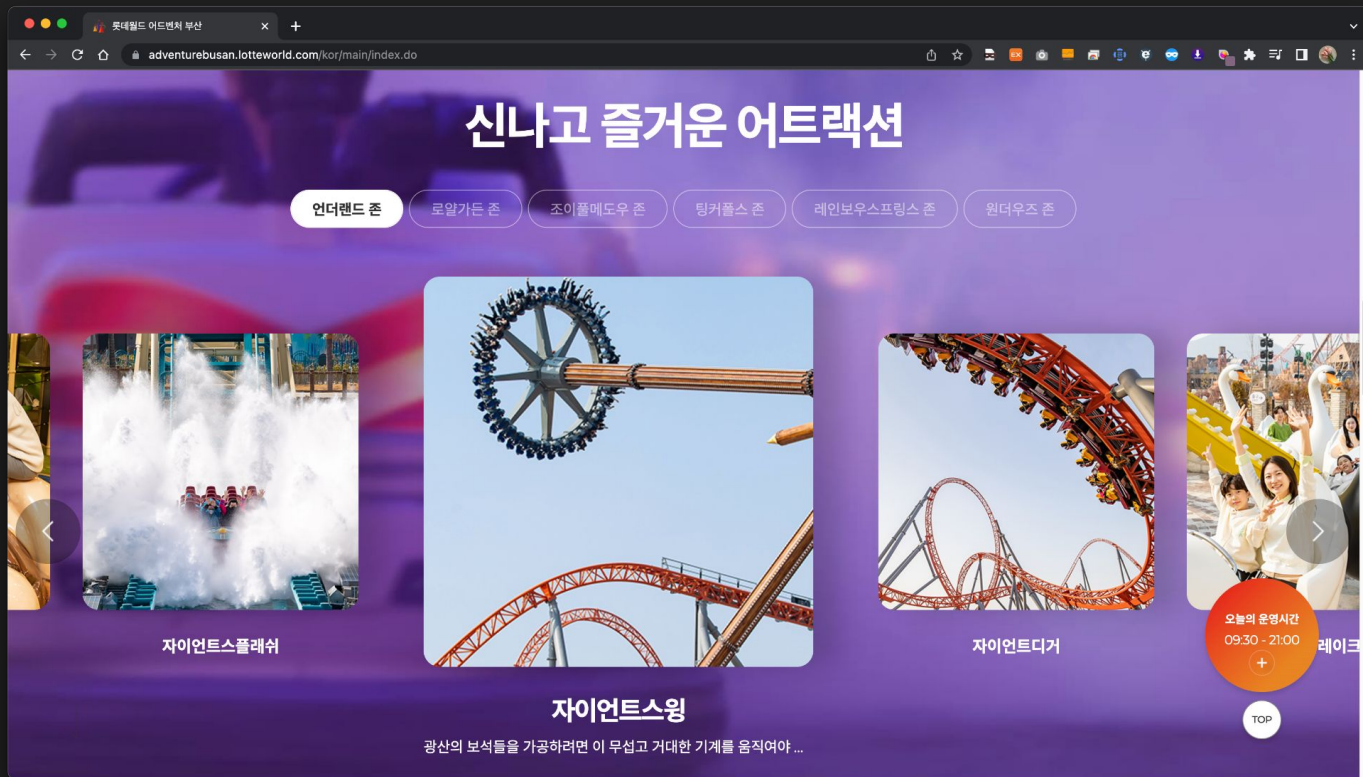 롯데월드 어드벤처 부산
adventurebusan.lotteworld.com/kor/main/index.do
신나고 즐거운 어트랙션
언더랜드 존
로얄가든 존
조이풀메도우 존
팅커폴스 존
레인보우스프링스 존
원더우즈 존
자이언트스플래쉬
자이언트스윙
광산의 보석들을 가공하려면 이 무섭고 거대한 기계를 움직여야 ...
자이언트디거
레이크
오늘의 운영시간
09:30 - 21:00
TOP